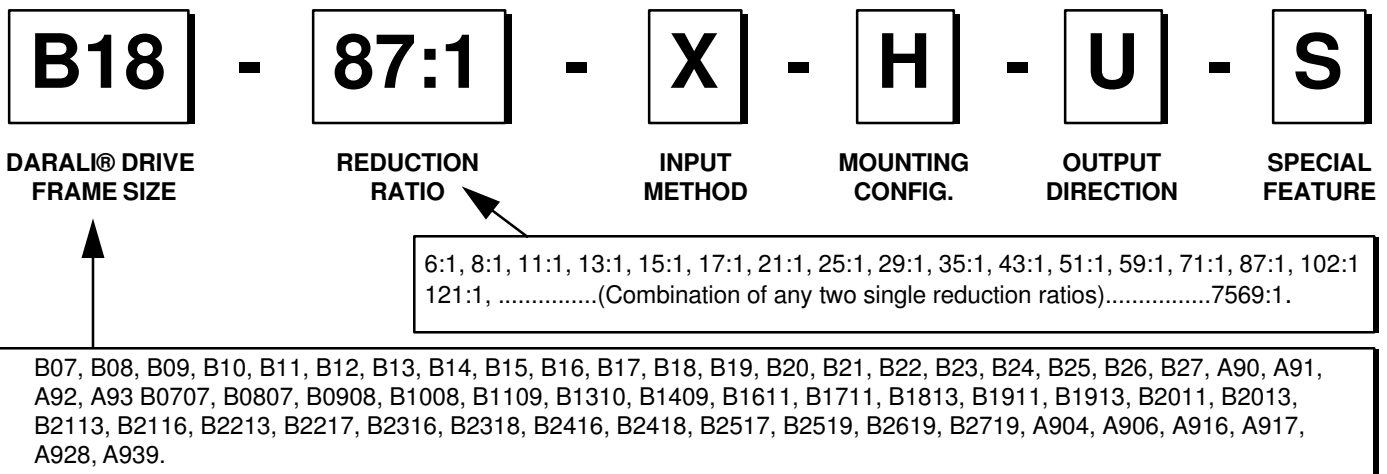 B18 - 87:1 - X - H - U - S
DARALI® DRIVE FRAME SIZE
REDUCTION RATIO
INPUT METHOD
MOUNTING CONFIG.
OUTPUT DIRECTION
SPECIAL FEATURE
6:1, 8:1, 11:1, 13:1, 15:1, 17:1, 21:1, 25:1, 29:1, 35:1, 43:1, 51:1, 59:1, 71:1, 87:1, 102:1
121:1, ...............(Combination of any two single reduction ratios)................7569:1.
B07, B08, B09, B10, B11, B12, B13, B14, B15, B16, B17, B18, B19, B20, B21, B22, B23, B24, B25, B26, B27, A90, A91,
A92, A93 B0707, B0807, B0908, B1008, B1109, B1310, B1409, B1611, B1711, B1813, B1911, B1913, B2011, B2013,
B2113, B2116, B2213, B2217, B2316, B2318, B2416, B2418, B2517, B2519, B2619, B2719, A904, A906, A916, A917,
A928, A939.